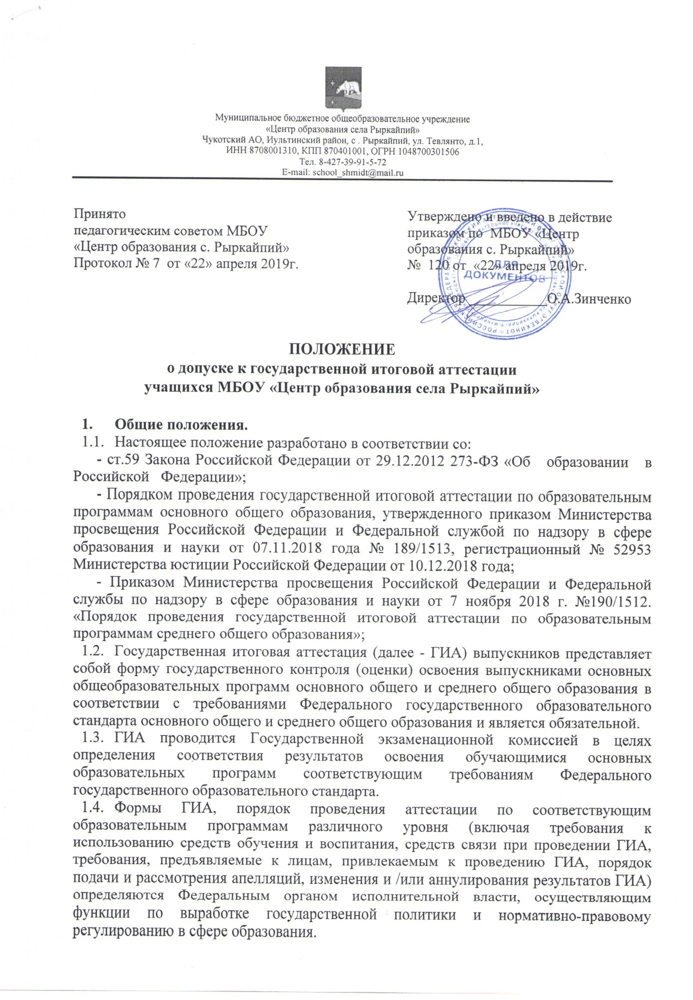 Муниципальное бюджетное общеобразовательное учреждение
«Центр образования села Рыркайпий»
Чукотский АО, Иультинский район, с . Рыркайпий, ул. Тевлянто, д.1,
ИНН 8708001310, КПП 870401001, ОГРН 1048700301506
Тел. 8-427-39-91-5-72
E-mail: school_shmidt@mail.ru
Принято
педагогическим советом МБОУ
«Центр образования с. Рыркайпий»
Протокол № 7 от «22» апреля 2019г.
Утверждено и введено в действие
приказом по МБОУ «Центр
образования с. Рыркайпий»
№ 120 от «22» апреля 2019г.
Директор ___________О.А.Зинченко
ДЛЯ
ДОКУМЕНТОВ
ПОЛОЖЕНИЕ
о допуске к государственной итоговой аттестации
учащихся МБОУ «Центр образования села Рыркайпий»
1. Общие положения.
1.1. Настоящее положение разработано в соответствии со:
- ст.59 Закона Российской Федерации от 29.12.2012 273-ФЗ «Об образовании в
Российской Федерации»;
- Порядком проведения государственной итоговой аттестации по образовательным
программам основного общего образования, утвержденного приказом Министерства
просвещения Российской Федерации и Федеральной службой по надзору в сфере
образования и науки от 07.11.2018 года № 189/1513, регистрационный № 52953
Министерства юстиции Российской Федерации от 10.12.2018 года;
- Приказом Министерства просвещения Российской Федерации и Федеральной
службы по надзору в сфере образования и науки от 7 ноября 2018 г. №190/1512.
«Порядок проведения государственной итоговой аттестации по образовательным
программам среднего общего образования»;
1.2. Государственная итоговая аттестация (далее - ГИА) выпускников представляет
собой форму государственного контроля (оценки) освоения выпускниками основных
общеобразовательных программ основного общего и среднего общего образования в
соответствии с требованиями Федерального государственного образовательного
стандарта основного общего и среднего общего образования и является обязательной.
1.3. ГИА проводится Государственной экзаменационной комиссией в целях
определения соответствия результатов освоения обучающимися основных
образовательных программ соответствующим требованиям Федерального
государственного образовательного стандарта.
1.4. Формы ГИА, порядок проведения аттестации по соответствующим
образовательным программам различного уровня (включая требования к
использованию средств обучения и воспитания, средств связи при проведении ГИА,
требования, предъявляемые к лицам, привлекаемым к проведению ГИА, порядок
подачи и рассмотрения апелляций, изменения и /или аннулирования результатов ГИА)
определяются Федеральным органом исполнительной власти, осуществляющим
функции по выработке государственной политики и нормативно-правовому
регулированию в сфере образования.